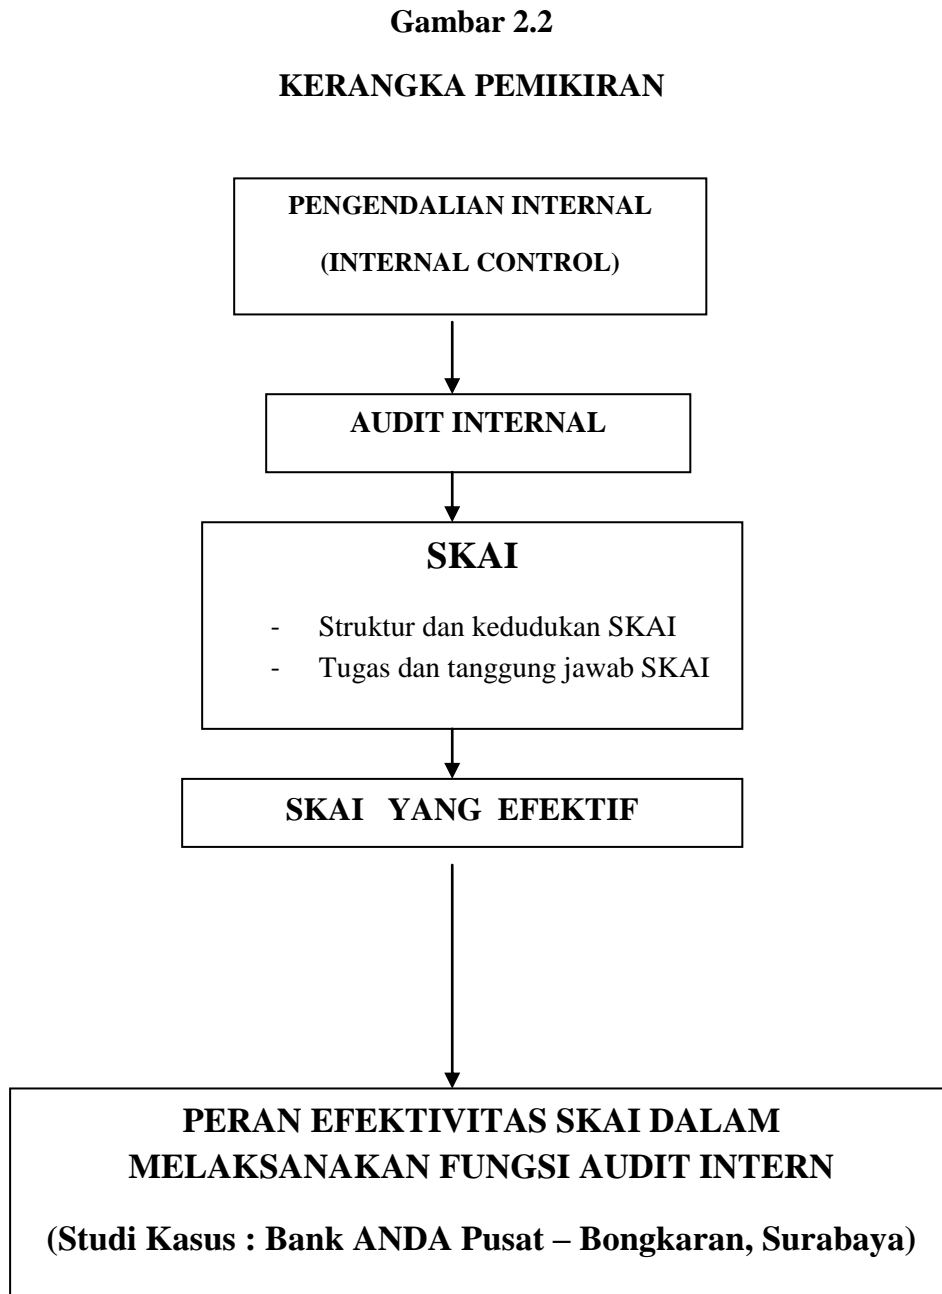 Gambar 2.2
KERANGKA PEMIKIRAN
PENGENDALIAN INTERNAL
(INTERNAL CONTROL)
AUDIT INTERNAL
SKAI
- Struktur dan kedudukan SKAI
- Tugas dan tanggung jawab SKAI
SKAI YANG EFEKTIF
PERAN EFEKTIVITAS SKAI DALAM
MELAKSANAKAN FUNGSI AUDIT INTERN
(Studi Kasus : Bank ANDA Pusat – Bongkaran, Surabaya)